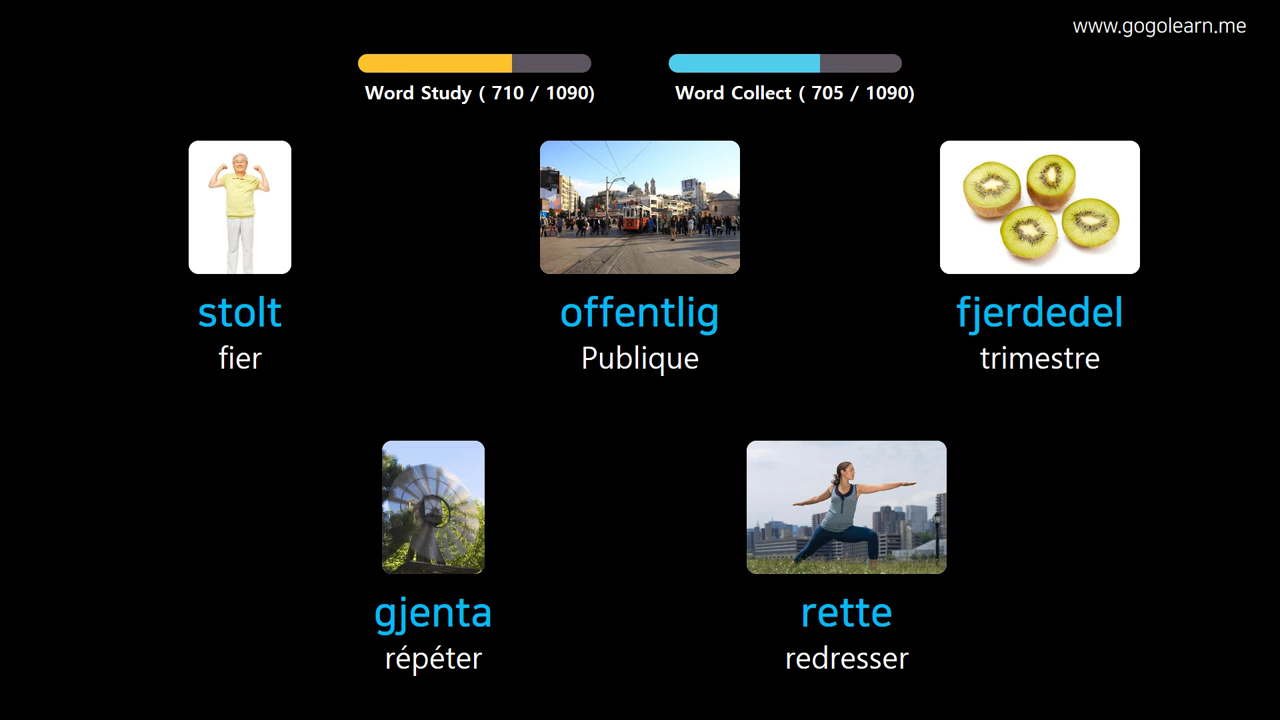 www.gogolearn.me
Word Study ( 710 / 1090)
Word Collect ( 705 / 1090)
stolt
fier
offentlig
Publique
fjerdedel
trimestre
gjenta
répéter
rette
redresser